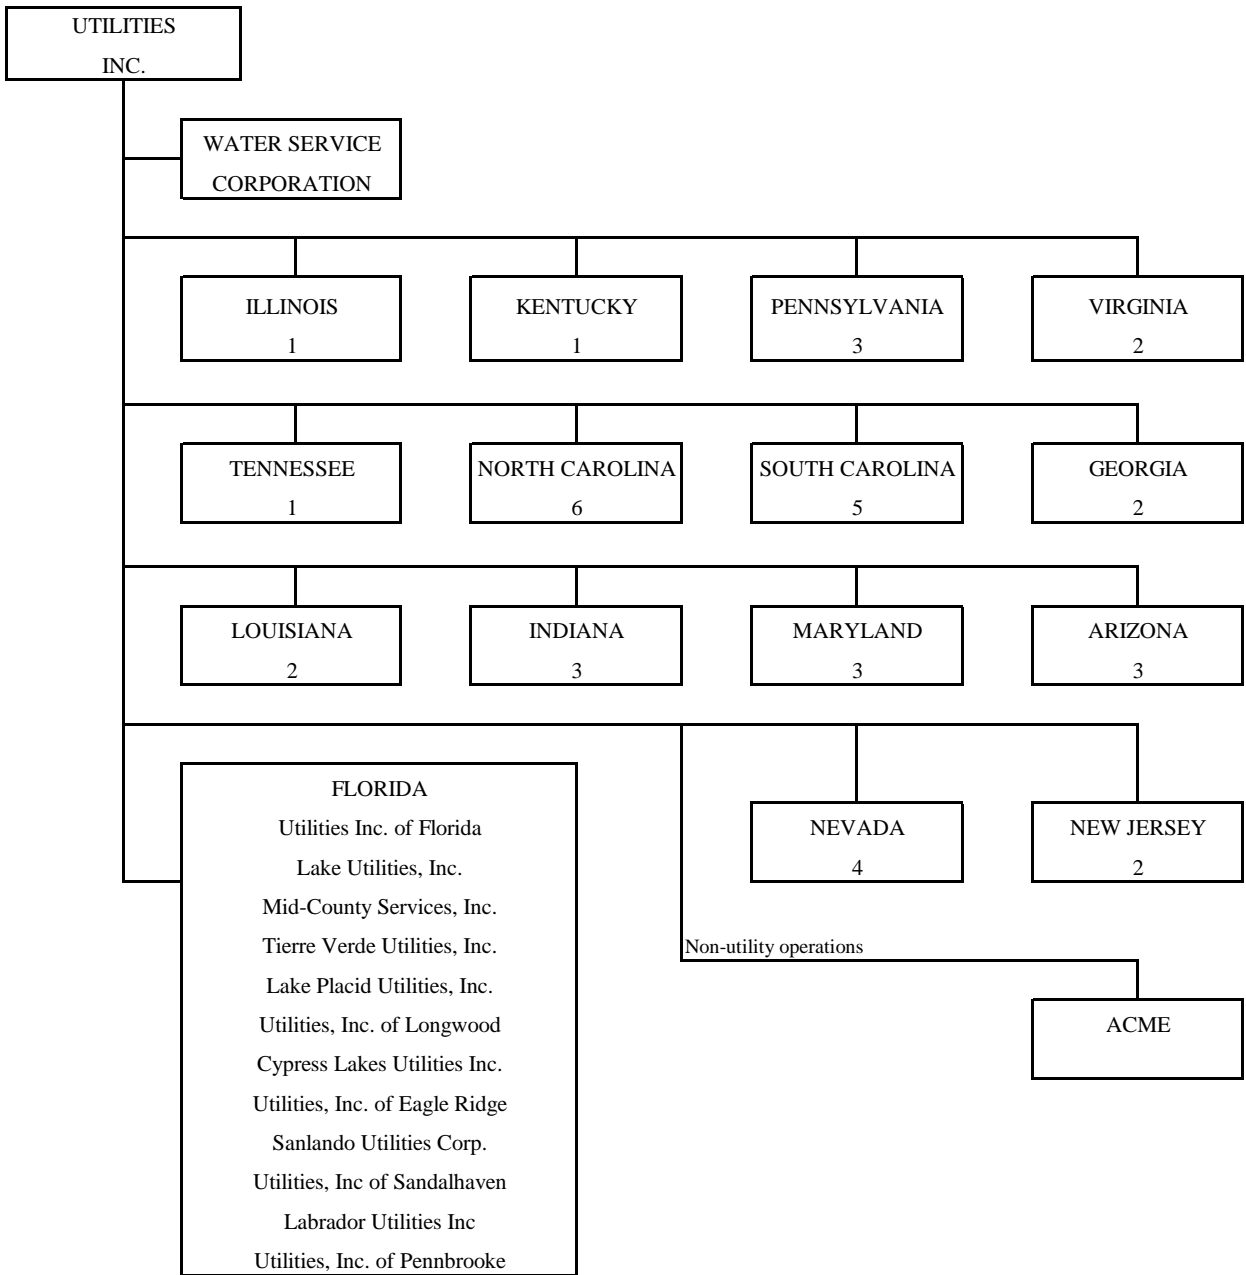 UTILITIES
INC.
WATER SERVICE
CORPORATION
ILLINOIS
1
KENTUCKY
1
PENNSYLVANIA
3
VIRGINIA
2
TENNESSEE
1
NORTH CAROLINA
6
SOUTH CAROLINA
5
GEORGIA
2
LOUISIANA
2
INDIANA
3
MARYLAND
3
ARIZONA
3
FLORIDA
Utilities Inc. of Florida
Lake Utilities, Inc.
Mid-County Services, Inc.
Tierre Verde Utilities, Inc.
Lake Placid Utilities, Inc.
Utilities, Inc. of Longwood
Cypress Lakes Utilities Inc.
Utilities, Inc. of Eagle Ridge
Sanlando Utilities Corp.
Utilities, Inc of Sandalhaven
Labrador Utilities Inc
Utilities, Inc. of Pennbrooke
NEVADA
4
NEW JERSEY
2
Non-utility operations
ACME